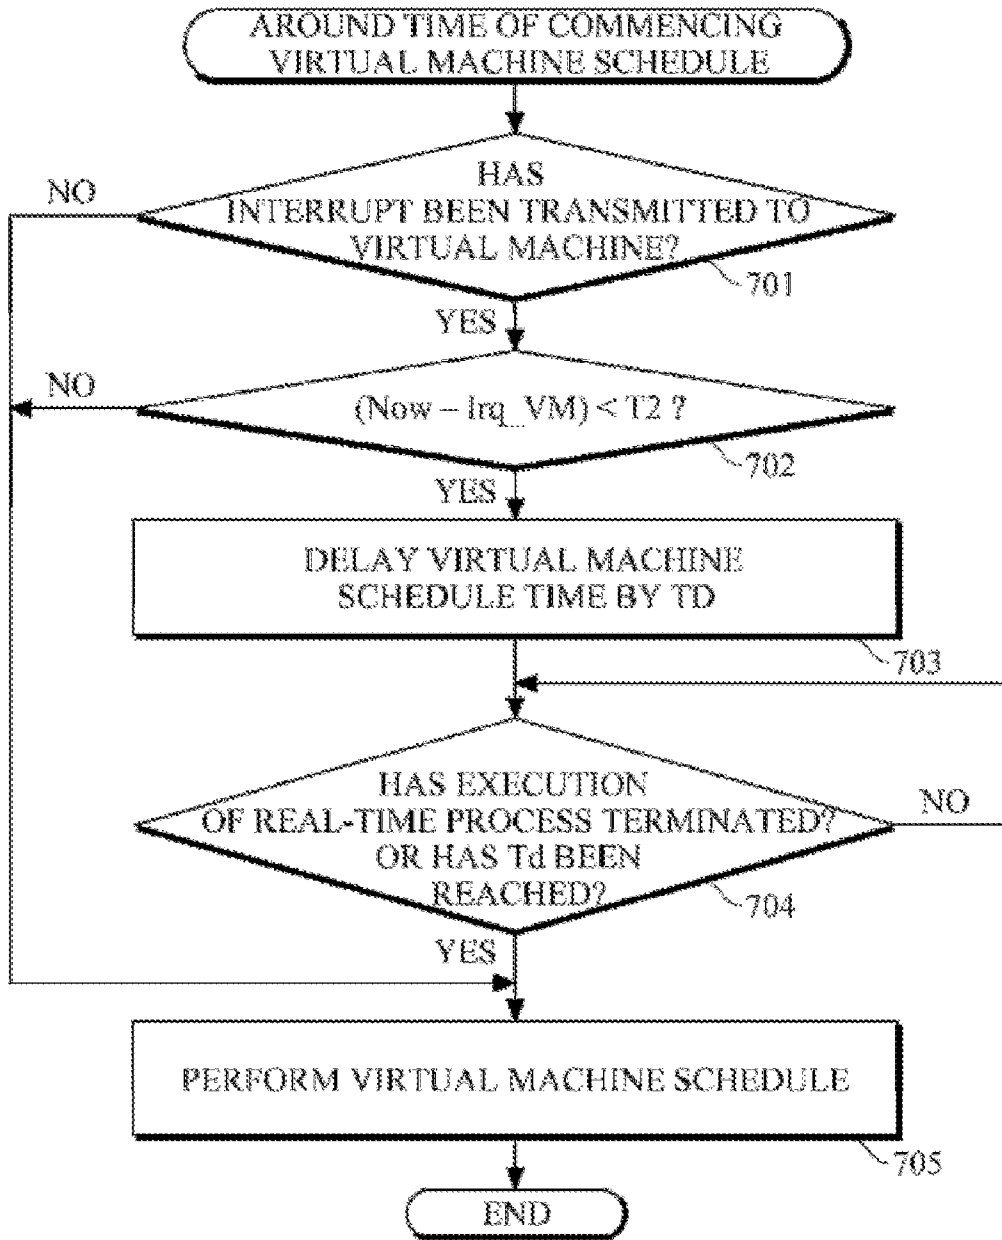 AROUND TIME OF COMMENCING
VIRTUAL MACHINE SCHEDULE
HAS
INTERRUPT BEEN TRANSMITTED TO
VIRTUAL MACHINE?
NO
701
YES
(Now – Irq_VM) < T2 ?
NO
702
YES
DELAY VIRTUAL MACHINE
SCHEDULE TIME BY TD
703
HAS EXECUTION
OF REAL-TIME PROCESS TERMINATED?
OR HAS Td BEEN
REACHED?
NO
704
YES
PERFORM VIRTUAL MACHINE SCHEDULE
705
END